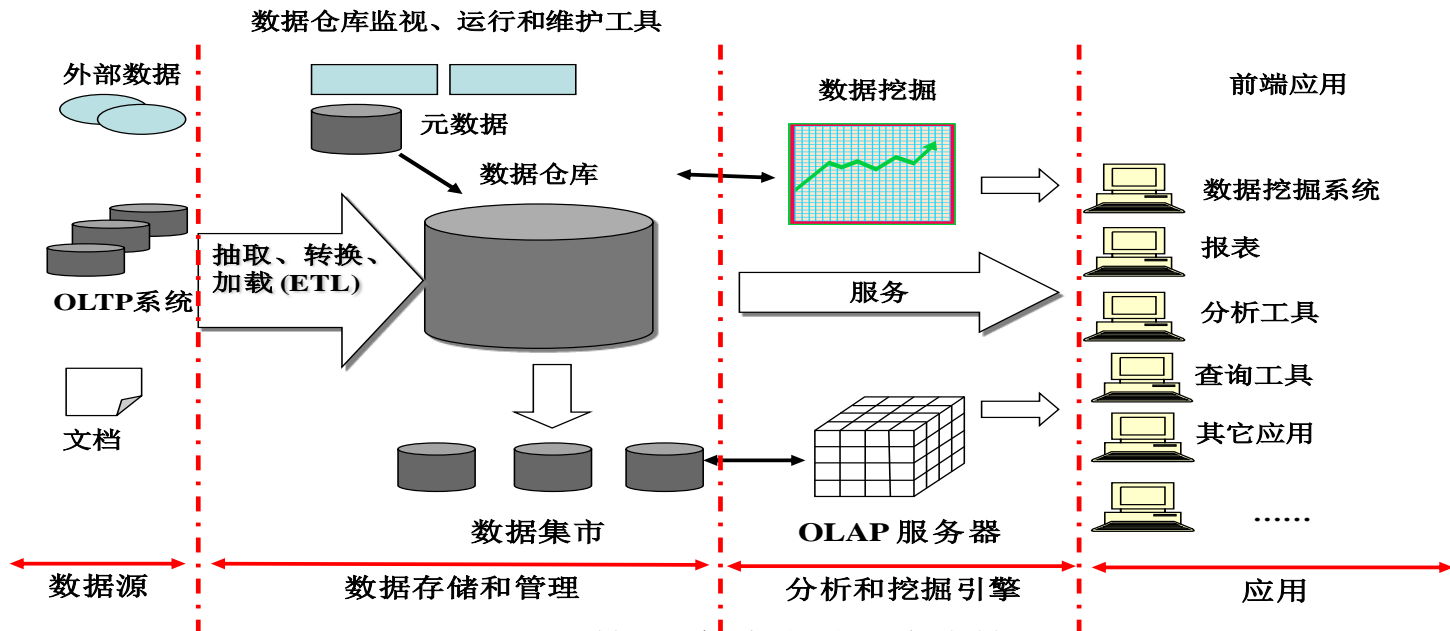 数据仓库监视、运行和维护工具
外部数据
OLTP系统
文档
元数据
数据仓库
抽取、转换、
加载 (ETL)
数据集市
数据挖掘
服务
OLAP 服务器
前端应用
数据挖掘系统
报表
分析工具
查询工具
其它应用
......
数据源
数据存储和管理
分析和挖掘引擎
应用